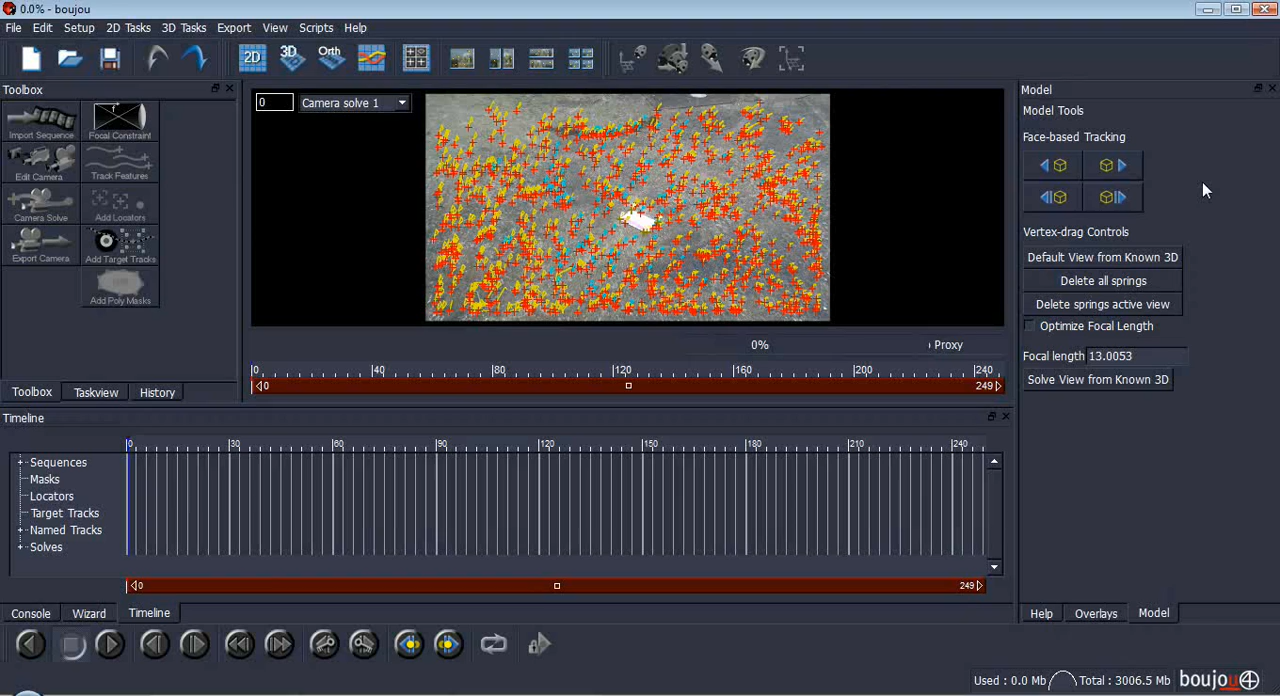 0.0% - boujou
File Edit Setup 2D Tasks 3D Tasks Export View Scripts Help
2D 3D Orth
Toolbox
Import Sequence
Focal Constraint
Edit Camera
Track Features
Camera Solve
Add Locators
Export Camera
Add Target Tracks
Add Poly Masks
Toolbox Taskview History
0 Camera solve 1
0% Proxy
0 40 80 120 160 200 240
0 249
Model
Model Tools
Face-based Tracking
Vertex-drag Controls
Default View from Known 3D
Delete all springs
Delete springs active view
Optimize Focal Length
Focal length 13.0053
Solve View from Known 3D
Timeline
0 30 60 90 120 150 180 210 240
Sequences
Masks
Locators
Target Tracks
Named Tracks
Solves
0 249
Console Wizard Timeline
Help Overlays Model
Used : 0.0 Mb Total : 3006.5 Mb boujou4